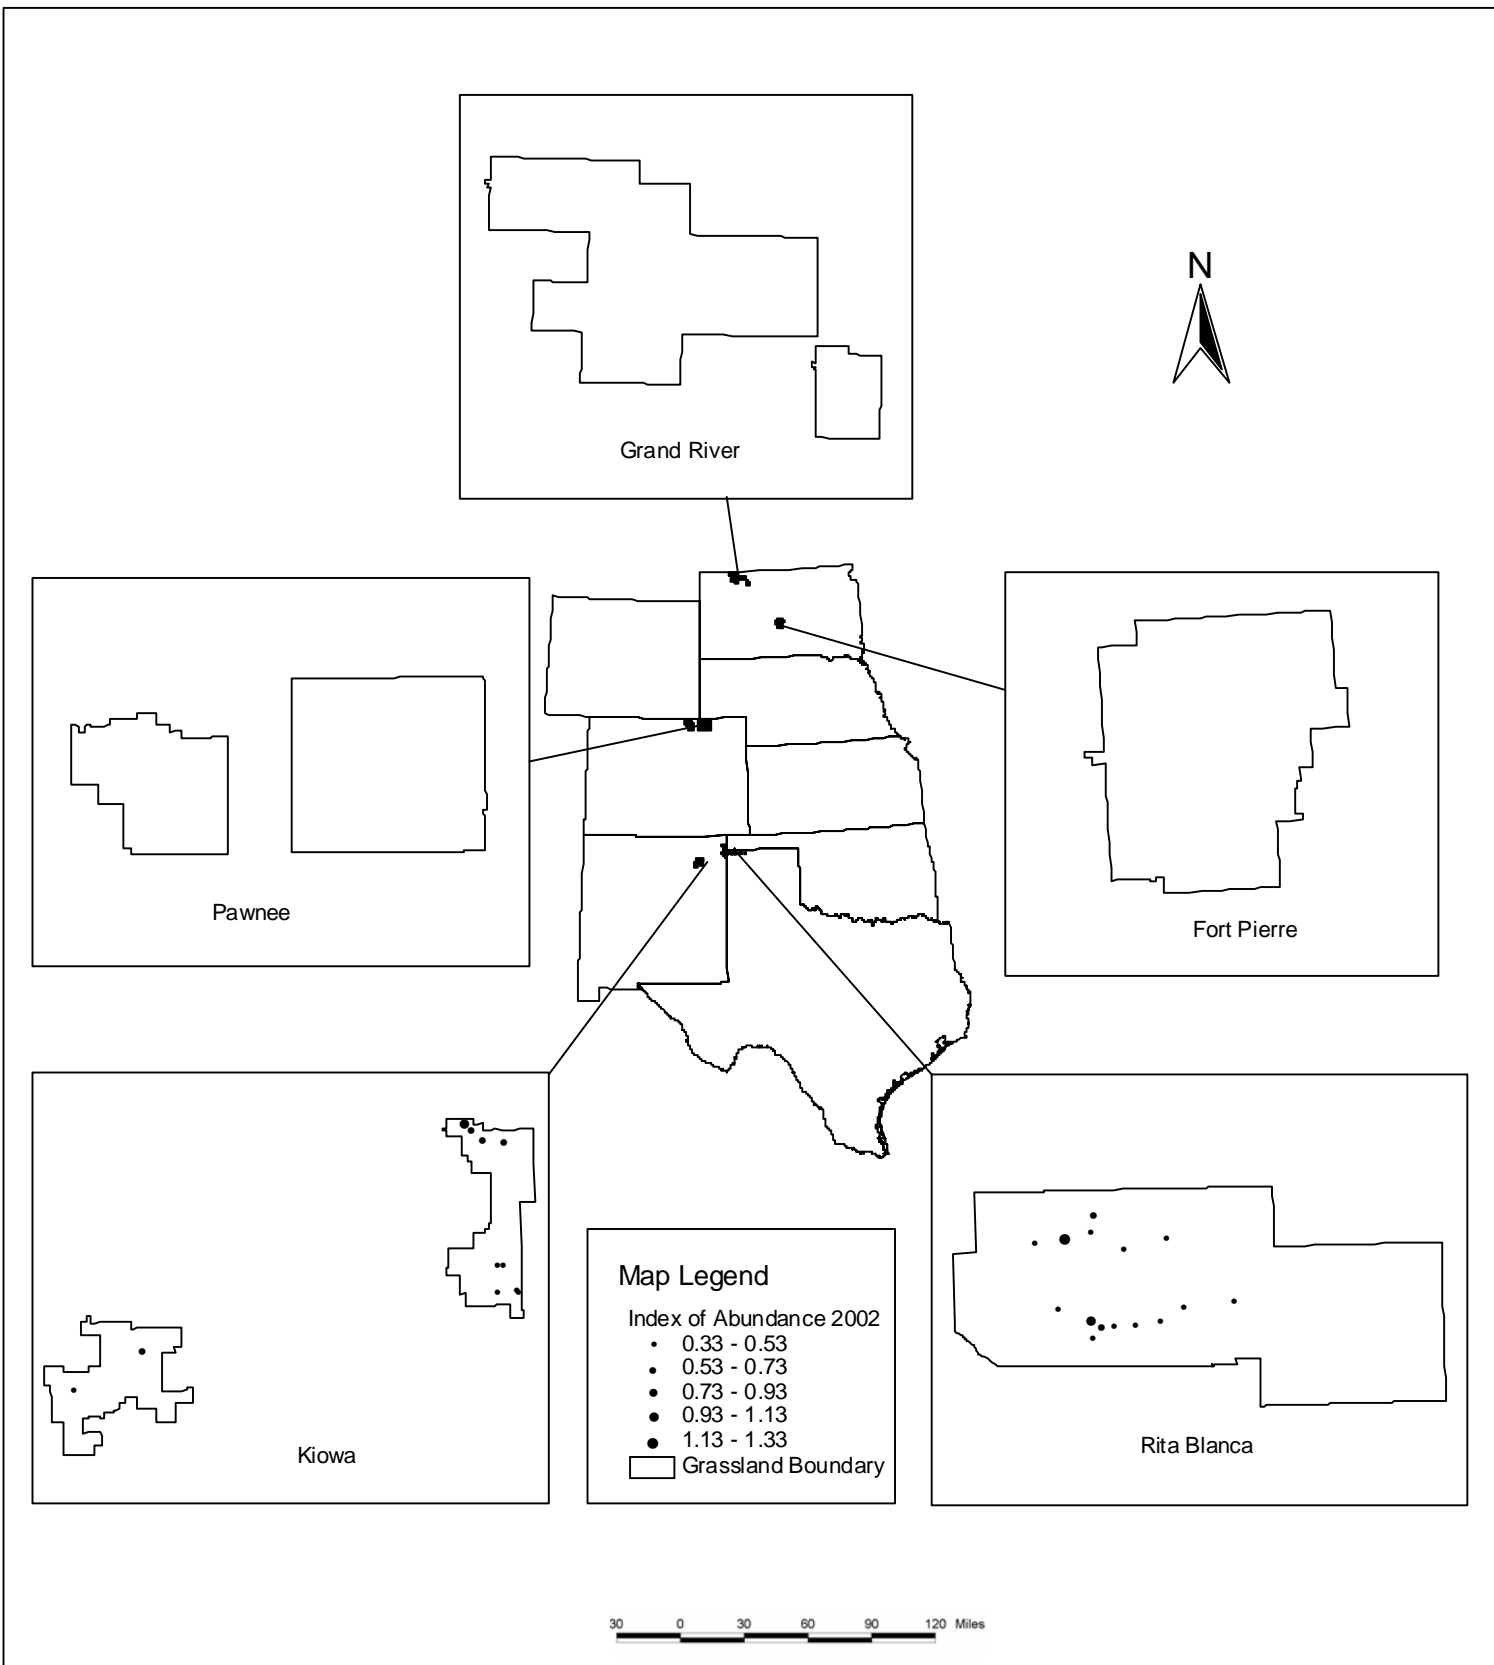 Grand River
N
Pawnee
Fort Pierre
Kiowa
Map Legend
Index of Abundance 2002
0.33 - 0.53
0.53 - 0.73
0.73 - 0.93
0.93 - 1.13
1.13 - 1.33
Grassland Boundary
Rita Blanca
30 0 30 60 90 120 Miles